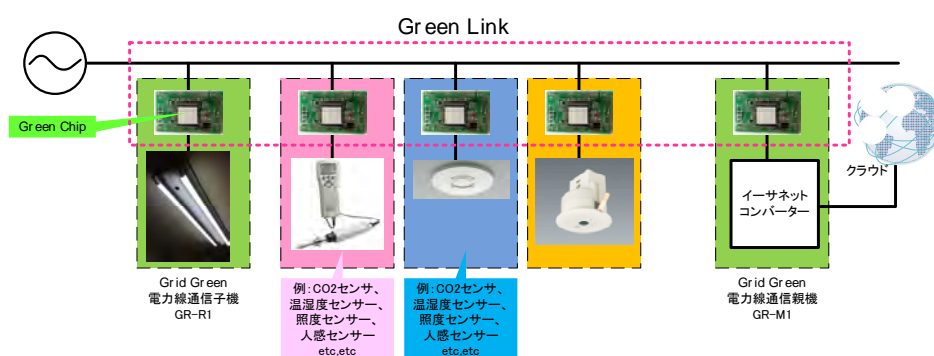 Green Link
Green Chip
クラウド
イーサネット
コンバーター
Grid Green
電力線通信子機
GR-R1
例：CO2センサ、
温湿度センサー、
照度センサー、
人感センサー
etc,etc
例：CO2センサ、
温湿度センサー、
照度センサー、
人感センサー
etc,etc
Grid Green
電力線通信親機
GR-M1